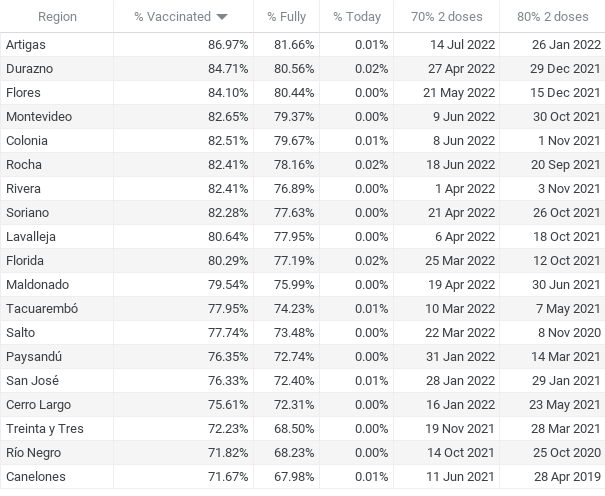 Region % Vaccinated % Fully % Today 70% 2 doses 80% 2 doses
Artigas 86.97% 81.66% 0.01% 14 Jul 2022 26 Jan 2022
Durazno 84.71% 80.56% 0.02% 27 Apr 2022 29 Dec 2021
Flores 84.10% 80.44% 0.00% 21 May 2022 15 Dec 2021
Montevideo 82.65% 79.37% 0.00% 9 Jun 2022 30 Oct 2021
Colonia 82.51% 79.67% 0.01% 8 Jun 2022 1 Nov 2021
Rocha 82.41% 78.16% 0.02% 18 Jun 2022 20 Sep 2021
Rivera 82.41% 76.89% 0.00% 1 Apr 2022 3 Nov 2021
Soriano 82.28% 77.63% 0.00% 21 Apr 2022 26 Oct 2021
Lavalleja 80.64% 77.95% 0.00% 6 Apr 2022 18 Oct 2021
Florida 80.29% 77.19% 0.02% 25 Mar 2022 12 Oct 2021
Maldonado 79.54% 75.99% 0.00% 19 Apr 2022 30 Jun 2021
Tacuarembó 77.95% 74.23% 0.01% 10 Mar 2022 7 May 2021
Salto 77.74% 73.48% 0.00% 22 Mar 2022 8 Nov 2020
Paysandú 76.35% 72.74% 0.00% 31 Jan 2022 14 Mar 2021
San José 76.33% 72.40% 0.01% 28 Jan 2022 29 Jan 2021
Cerro Largo 75.61% 72.31% 0.00% 16 Jan 2022 23 May 2021
Treinta y Tres 72.23% 68.50% 0.00% 19 Nov 2021 28 Mar 2021
Río Negro 71.82% 68.23% 0.00% 14 Oct 2021 25 Oct 2020
Canelones 71.67% 67.98% 0.01% 11 Jun 2021 28 Apr 2019